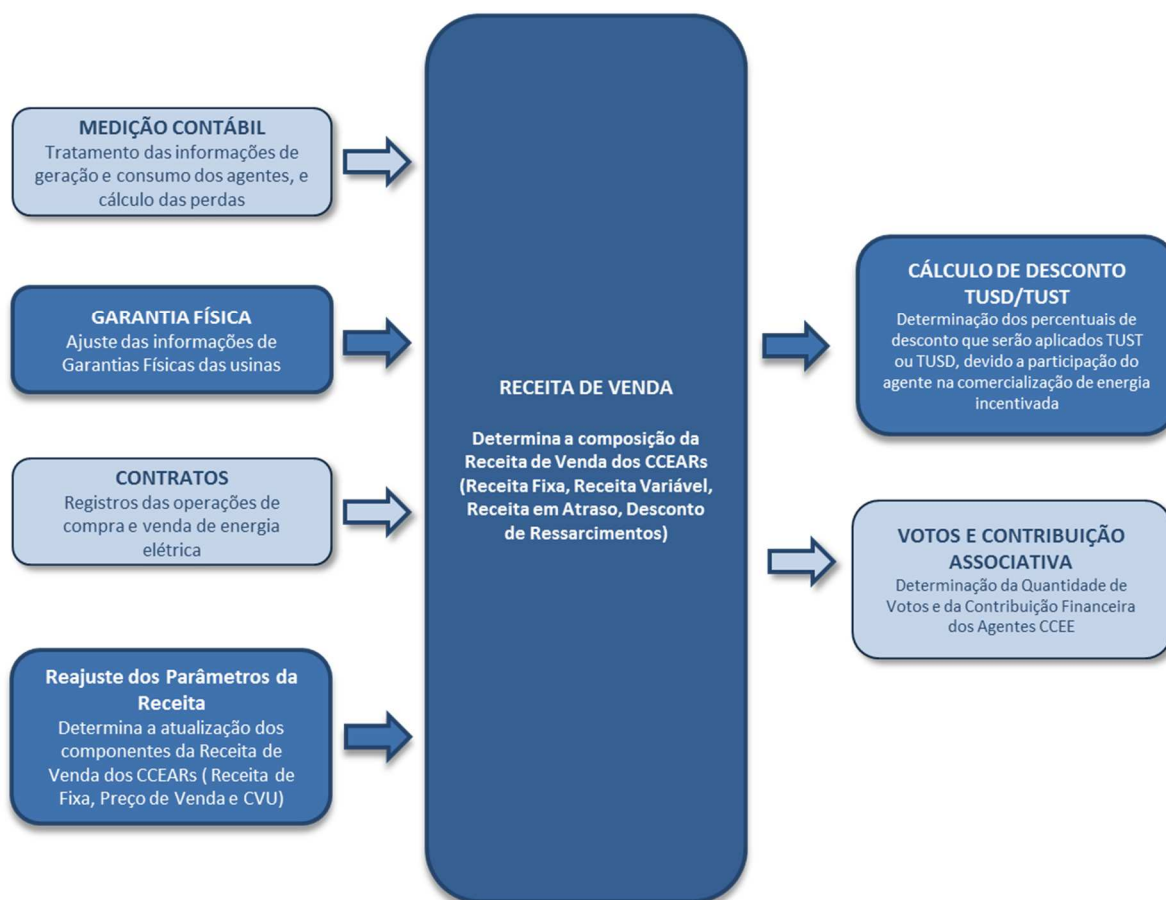 MEDIÇÃO CONTÁBIL
Tratamento das informações de
geração e consumo dos agentes, e
cálculo das perdas
GARANTIA FÍSICA
Ajuste das informações de
Garantias Físicas das usinas
CONTRATOS
Registros das operações de
compra e venda de energia
elétrica
Reajuste dos Parâmetros da
Receita
Determina a atualização dos
componentes da Receita de
Venda dos CCEARs ( Receita de
Fixa, Preço de Venda e CVU)
RECEITA DE VENDA
Determina a composição da
Receita de Venda dos CCEARs
(Receita Fixa, Receita Variável,
Receita em Atraso, Desconto
de Ressarcimentos)
CÁLCULO DE DESCONTO
TUSD/TUST
Determinação dos percentuais de
desconto que serão aplicados TUST
ou TUSD, devido a participação do
agente na comercialização de energia
incentivada
VOTOS E CONTRIBUIÇÃO
ASSOCIATIVA
Determinação da Quantidade de
Votos e da Contribuição Financeira
dos Agentes CCEE